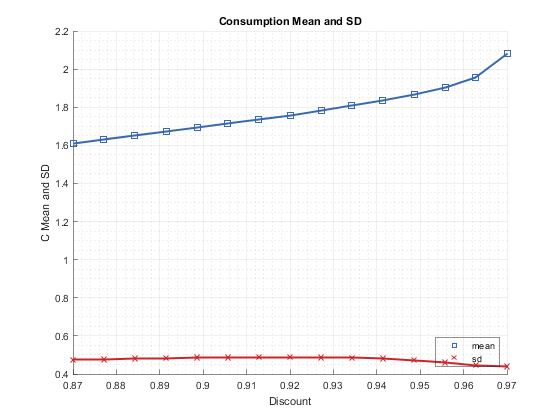 Consumption Mean and SD
2.2
2
1.8
1.6
1.4
1.2
1
0.8
0.6
0.4
C Mean and SD
mean
sd
0.87 0.88 0.89 0.9 0.91 0.92 0.93 0.94 0.95 0.96 0.97
Discount